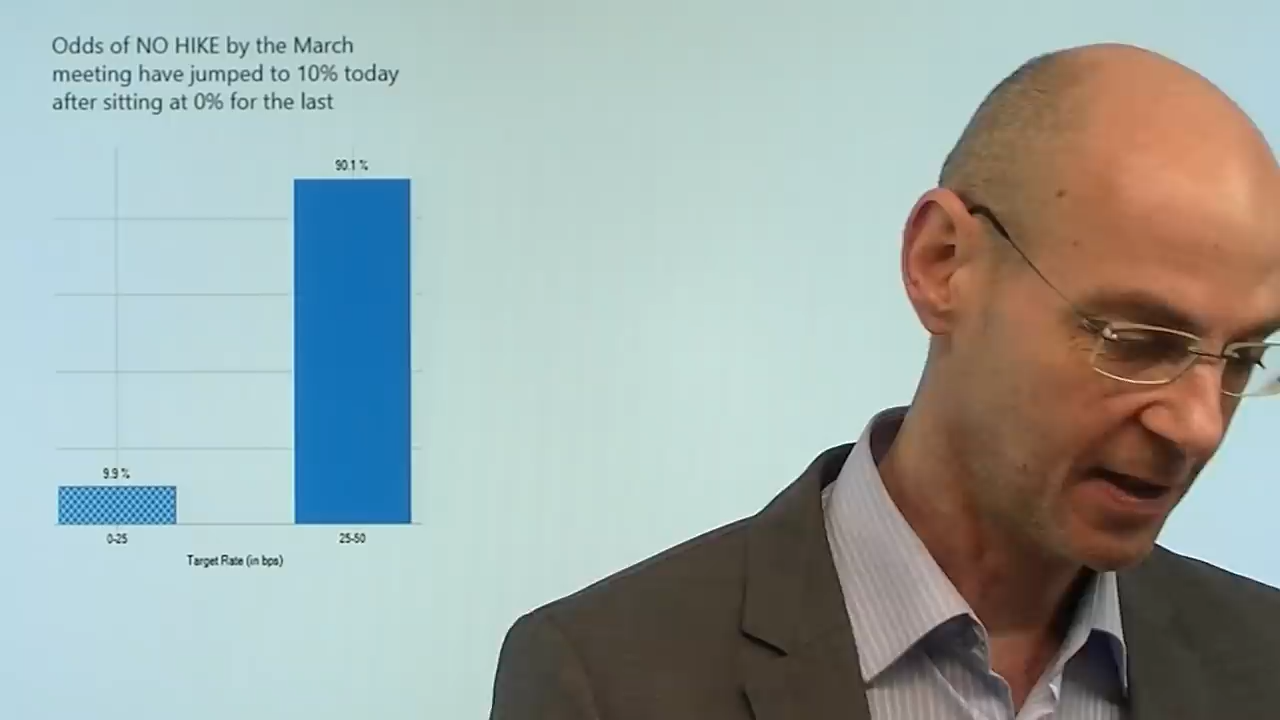 Odds of NO HIKE by the March
meeting have jumped to 10% today
after sitting at 0% for the last
90.1 %
9.9 %
0-25
25-50
Target Rate (in bps)